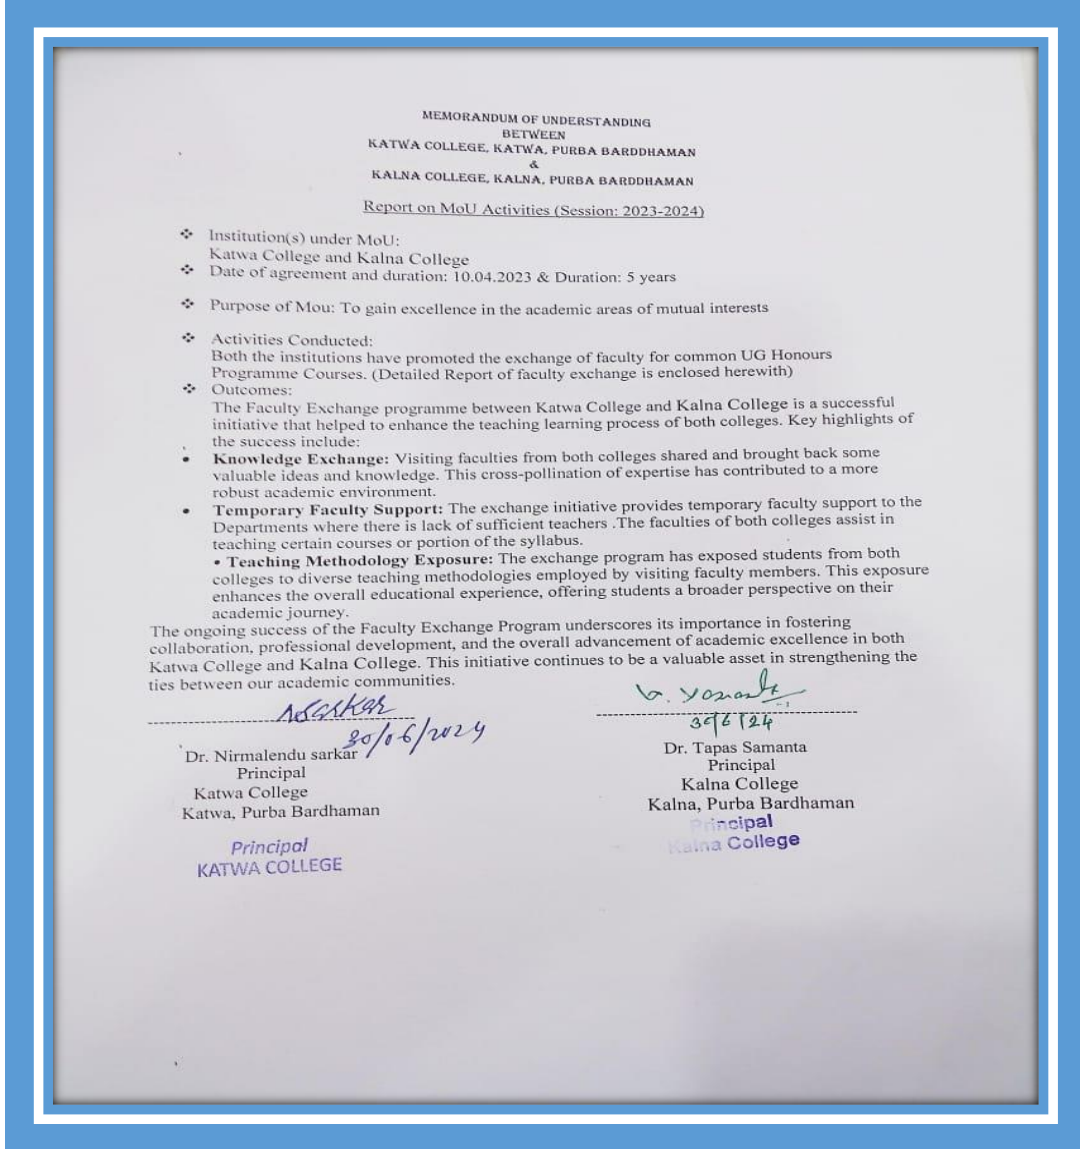 MEMORANDUM OF UNDERSTANDING
BETWEEN
KATWA COLLEGE, KATWA, PURBA BARDDHAMAN
&
KALNA COLLEGE, KALNA, PURBA BARDDHAMAN
Report on MoU Activities (Session: 2023-2024)
❖ Institution(s) under MoU:
Katwa College and Kalna College
❖ Date of agreement and duration: 10.04.2023 & Duration: 5 years
❖ Purpose of Mou: To gain excellence in the academic areas of mutual interests
❖ Activities Conducted:
Both the institutions have promoted the exchange of faculty for common UG Honours
Programme Courses. (Detailed Report of faculty exchange is enclosed herewith)
❖ Outcomes:
The Faculty Exchange programme between Katwa College and Kalna College is a successful
initiative that helped to enhance the teaching learning process of both colleges. Key highlights of
the success include:
• Knowledge Exchange: Visiting faculties from both colleges shared and brought back some
valuable ideas and knowledge. This cross-pollination of expertise has contributed to a more
robust academic environment.
• Temporary Faculty Support: The exchange initiative provides temporary faculty support to the
Departments where there is lack of sufficient teachers .The faculties of both colleges assist in
teaching certain courses or portion of the syllabus.
• Teaching Methodology Exposure: The exchange program has exposed students from both
colleges to diverse teaching methodologies employed by visiting faculty members. This exposure
enhances the overall educational experience, offering students a broader perspective on their
academic journey.
The ongoing success of the Faculty Exchange Program underscores its importance in fostering
collaboration, professional development, and the overall advancement of academic excellence in both
Katwa College and Kalna College. This initiative continues to be a valuable asset in strengthening the
ties between our academic communities.
30/06/2024
Dr. Nirmalendu sarkar
Principal
Katwa College
Katwa, Purba Bardhaman
Principal
KATWA COLLEGE
30/6/24
Dr. Tapas Samanta
Principal
Kalna College
Kalna, Purba Bardhaman
Principal
Kalna College